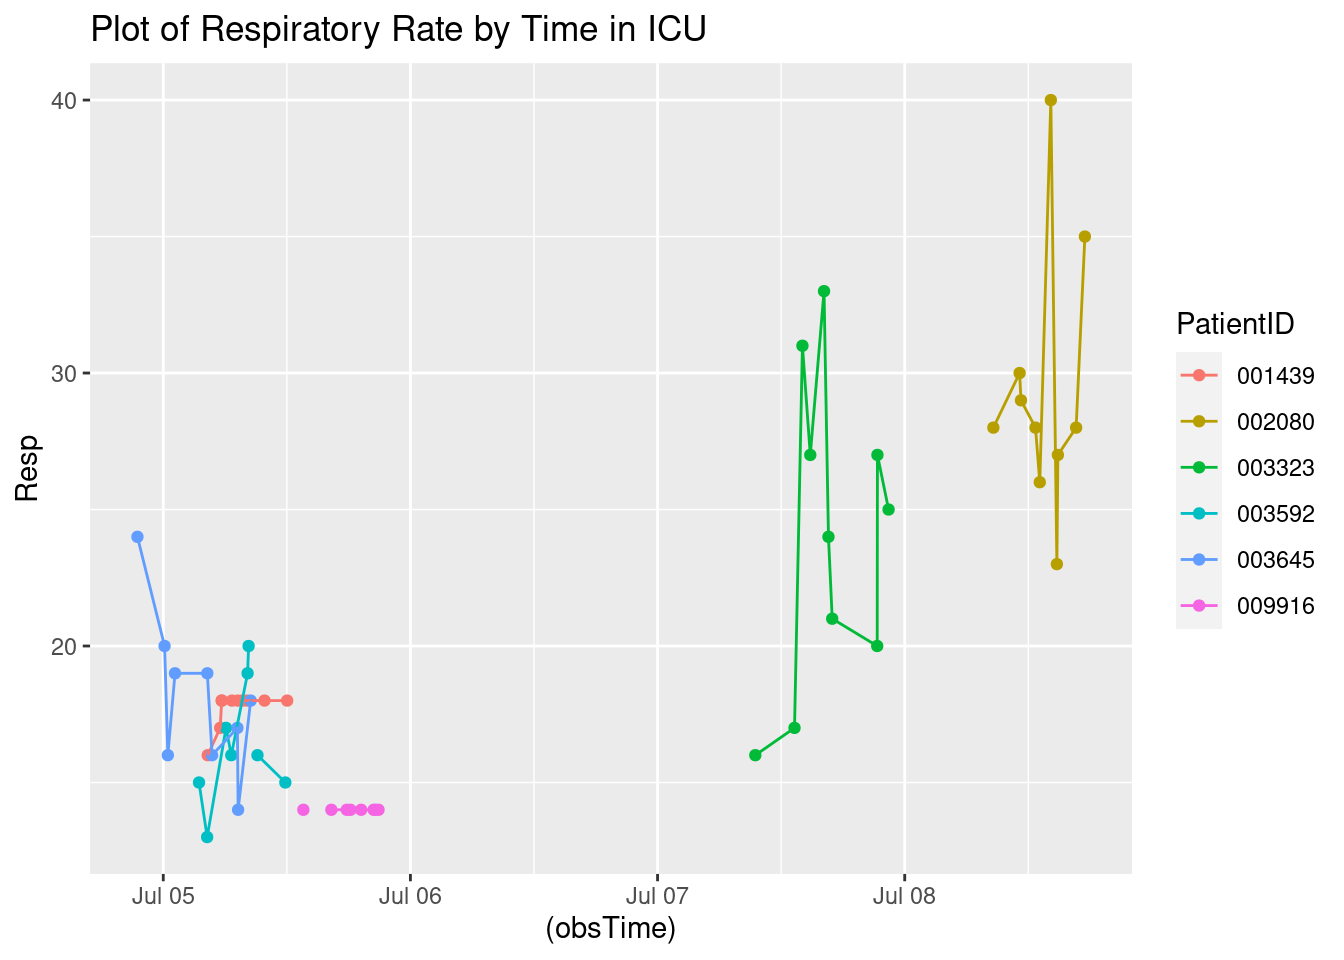 Plot of Respiratory Rate by Time in ICU
40
30
20
Resp
Jul 05
Jul 06
Jul 07
Jul 08
(obsTime)
PatientID
001439
002080
003323
003592
003645
009916